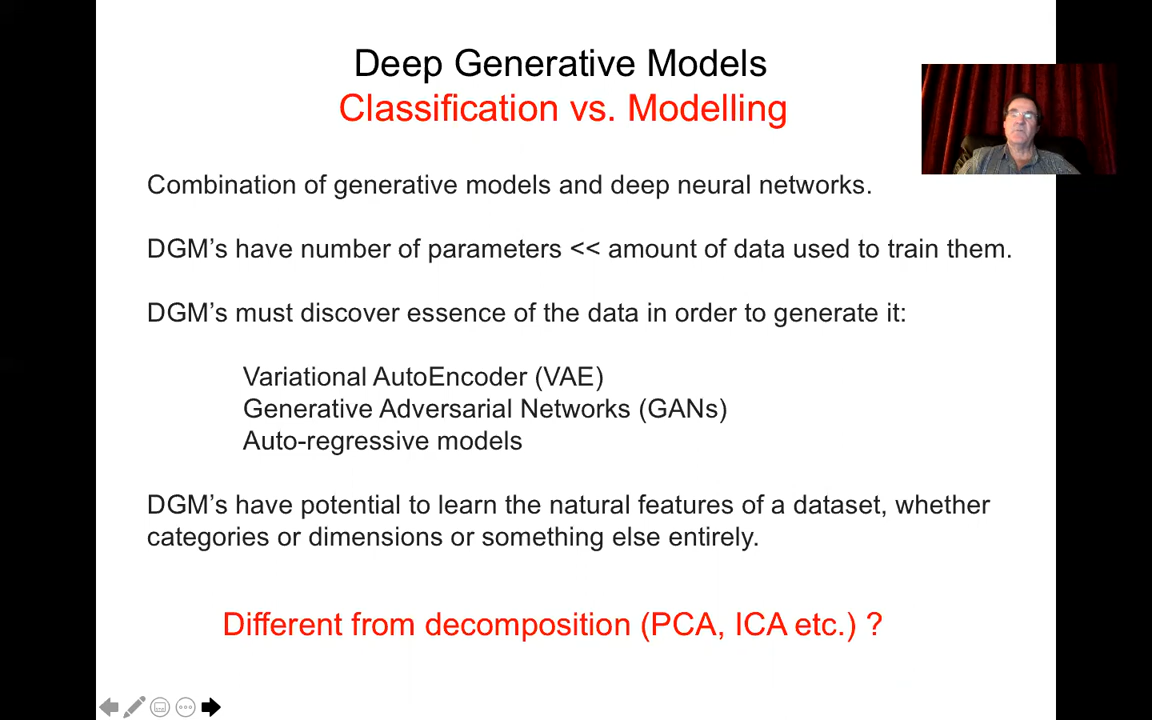 Deep Generative Models
Classification vs. Modelling
Combination of generative models and deep neural networks.
DGM’s have number of parameters << amount of data used to train them.
DGM’s must discover essence of the data in order to generate it:
Variational AutoEncoder (VAE)
Generative Adversarial Networks (GANs)
Auto-regressive models
DGM’s have potential to learn the natural features of a dataset, whether
categories or dimensions or something else entirely.
Different from decomposition (PCA, ICA etc.) ?